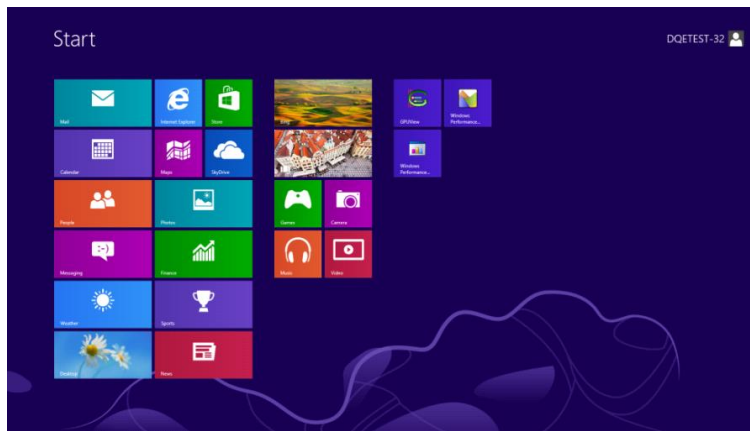 Start
DQETEST-32
Mail
Internet Explorer
Store
Calendar
Maps
SkyDrive
People
Photos
Messaging
Finance
Weather
Sports
Desktop
News
Games
Camera
Music
Video
GPUView
Windows
Performance...
Windows
Performance...